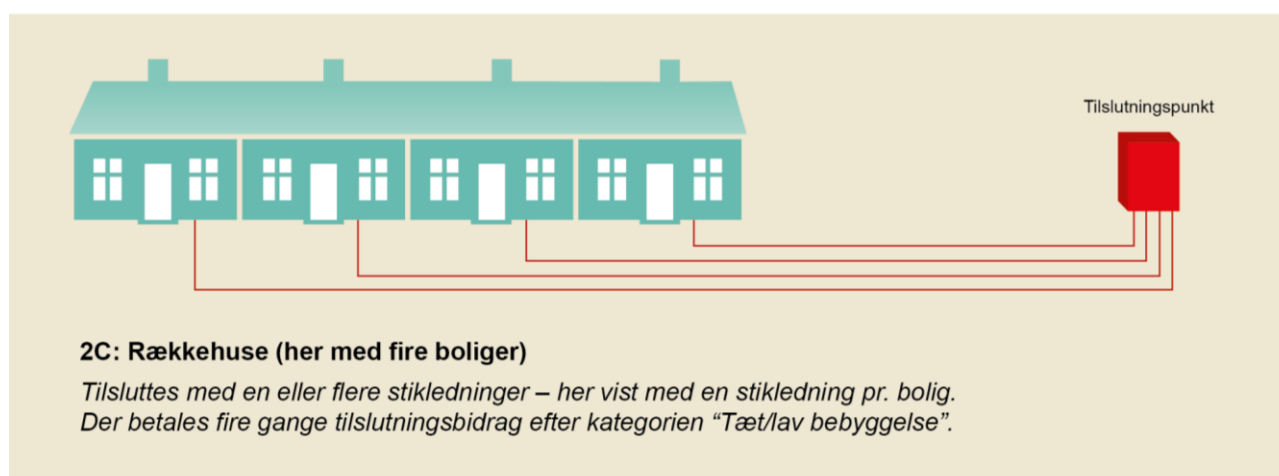 Tilslutningspunkt
2C: Rækkehuse (her med fire boliger)
Tilsluttes med en eller flere stikledninger – her vist med en stikledning pr. bolig.
Der betales fire gange tilslutningsbidrag efter kategorien “Tæt/lav bebyggelse”.